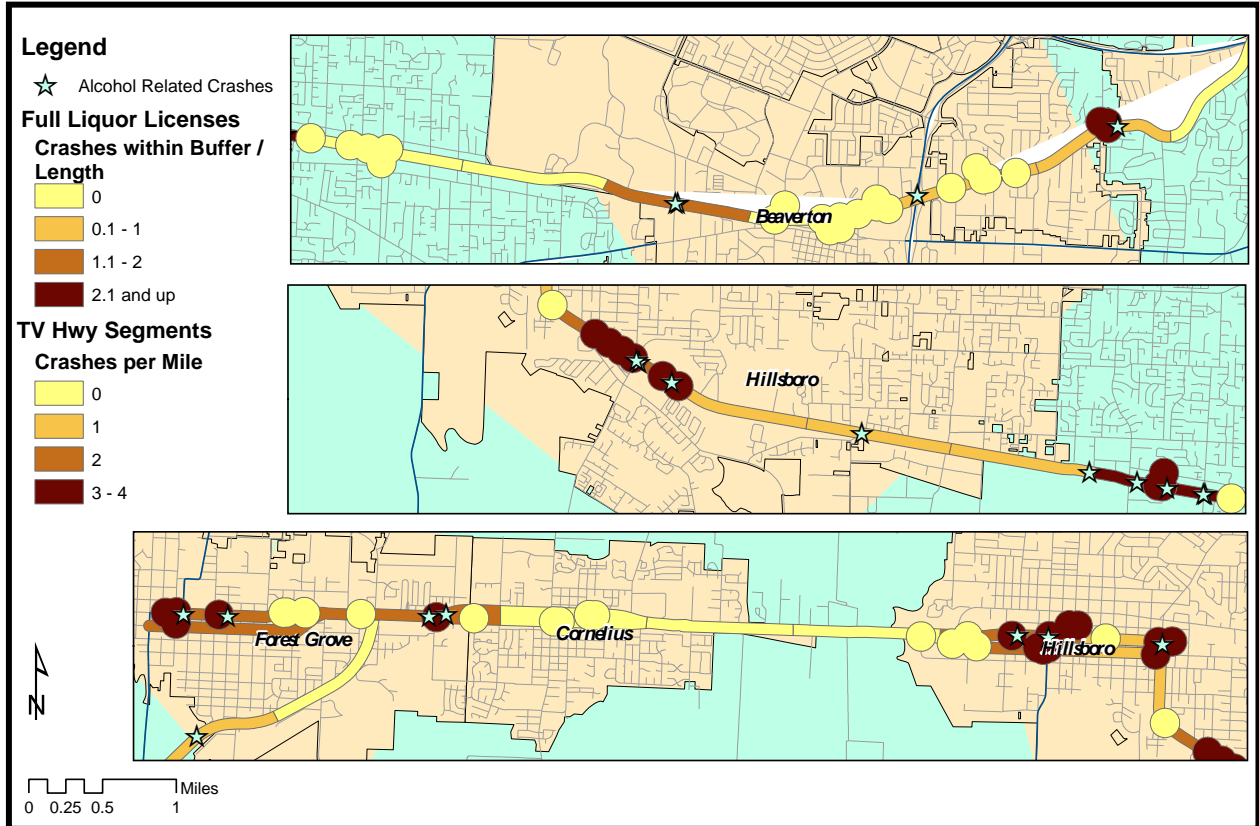 Legend
Alcohol Related Crashes
Full Liquor Licenses
Crashes within Buffer /
Length
0
0.1 - 1
1.1 - 2
2.1 and up
TV Hwy Segments
Crashes per Mile
0
1
2
3 - 4
Beaverton
Hillsboro
Forest Grove
Cornelius
Hillsboro
N
Miles
0 0.25 0.5 1